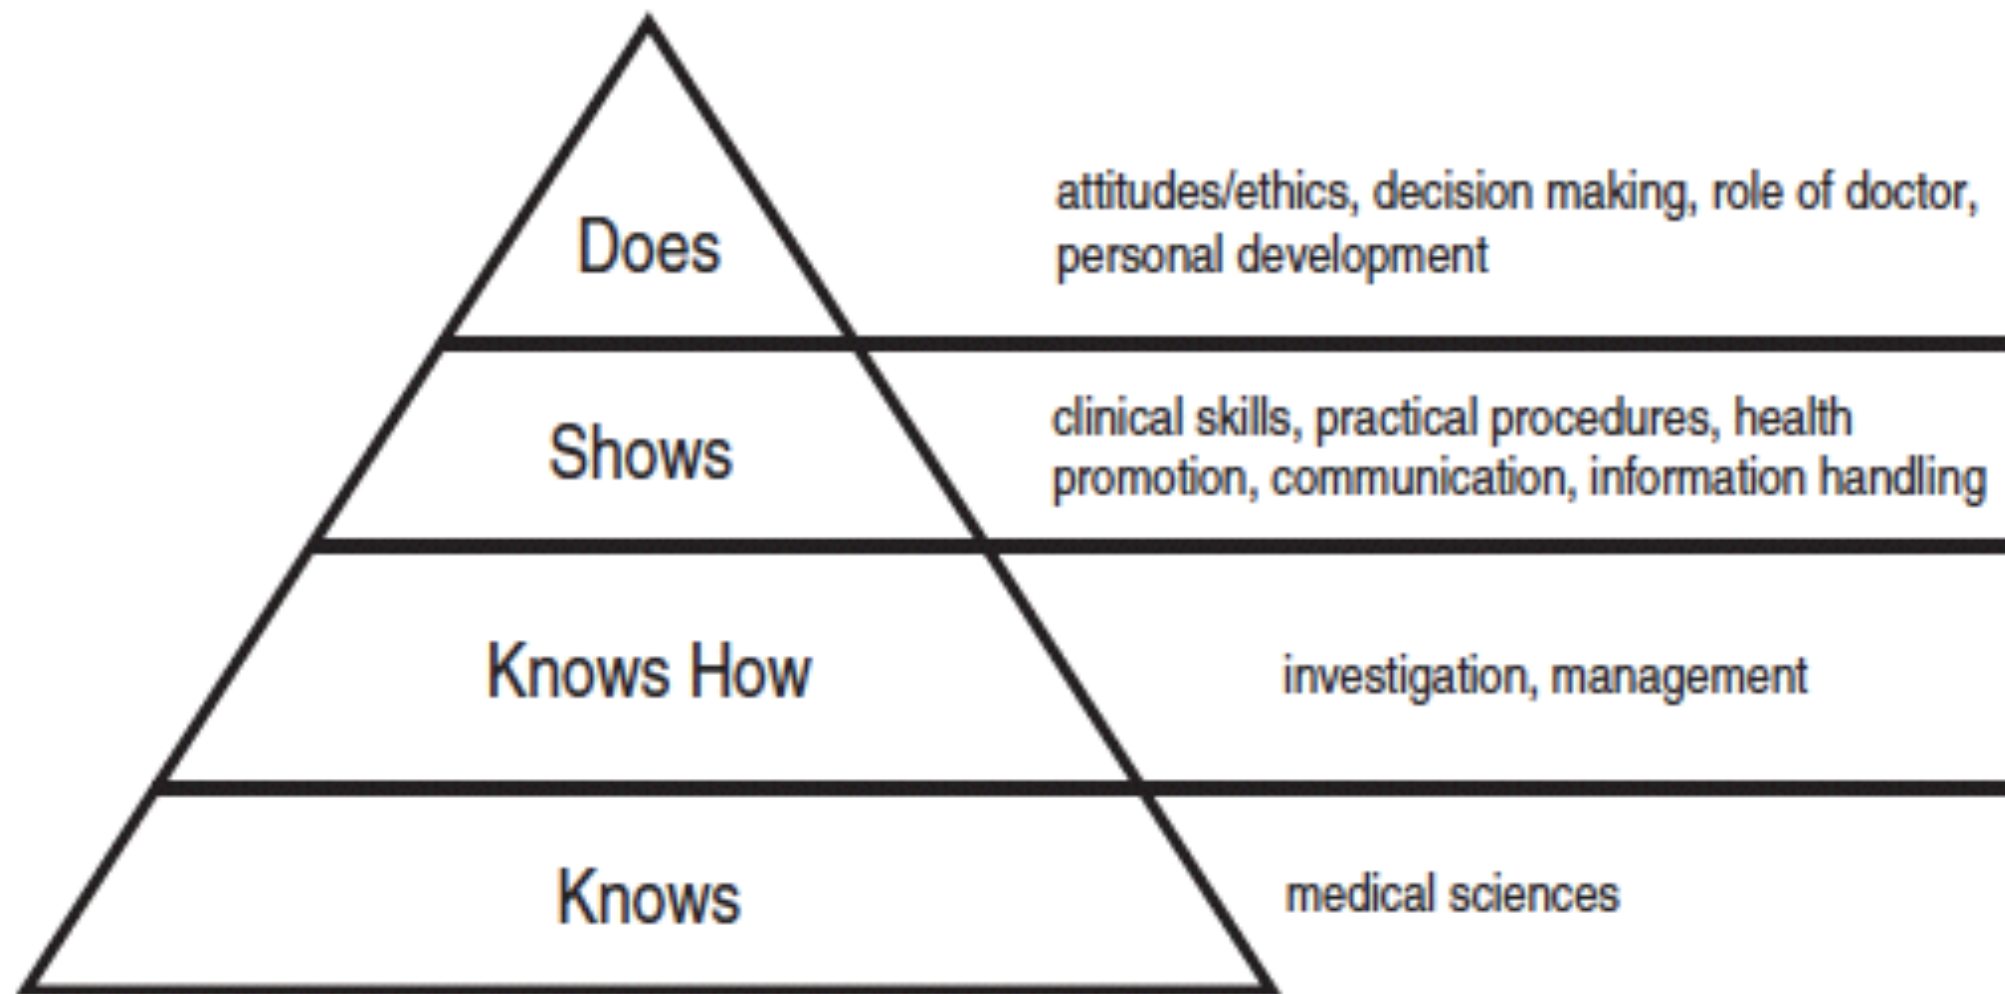 Does
attitudes/ethics, decision making, role of doctor,
personal development
Shows
clinical skills, practical procedures, health
promotion, communication, information handling
Knows How
investigation, management
Knows
medical sciences